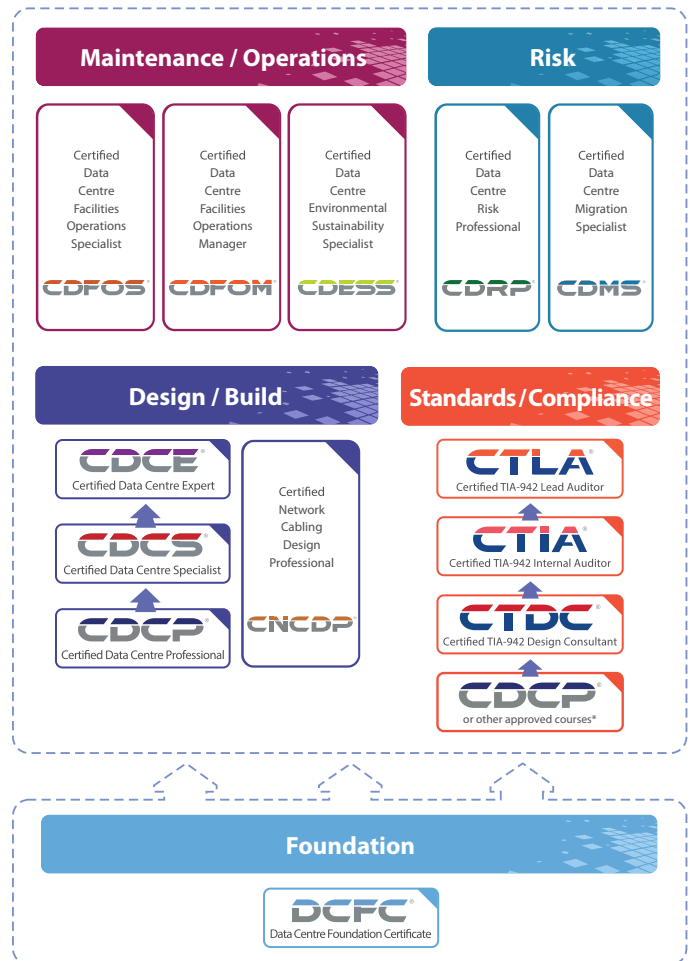 Maintenance / Operations
Certified
Data
Centre
Facilities
Operations
Specialist
CDFOS®
Certified
Data
Centre
Facilities
Operations
Manager
CDFOM®
Certified
Data
Centre
Environmental
Sustainability
Specialist
CDESS®
Risk
Certified
Data
Centre
Risk
Professional
CDRP®
Certified
Data
Centre
Migration
Specialist
CDMS®
Design / Build
CDCE®
Certified Data Centre Expert
CDCS®
Certified Data Centre Specialist
CDCP®
Certified Data Centre Professional
Certified
Network
Cabling
Design
Professional
CNCDP®
Standards/Compliance
CTLA®
Certified TIA-942 Lead Auditor
CTIA®
Certified TIA-942 Internal Auditor
CTDC®
Certified TIA-942 Design Consultant
CDCP®
or other approved courses*
Foundation
DCFC®
Data Centre Foundation Certificate